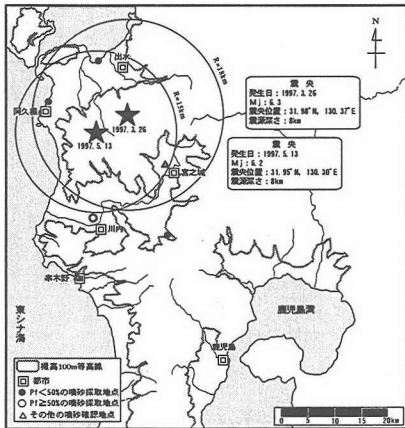 N
出水
R=18km
R=15km
阿久根
1997. 3. 26
1997. 5. 13
宮之城
震央
発生日：1997. 3. 26
Mj：6.3
震央位置：31.98°N, 130.37°E
震源深さ：8km
震央
発生日：1997. 5. 13
Mj：6.2
震央位置：31.95°N, 130.30°E
震源深さ：8km
川内
串木野
東シナ海
鹿児島
鹿児島湾
標高100m等高線
都市
Pf＜50%の噴砂採取地点
Pf≧50%の噴砂採取地点
その他の噴砂確認地点
0 5 10 15 20km